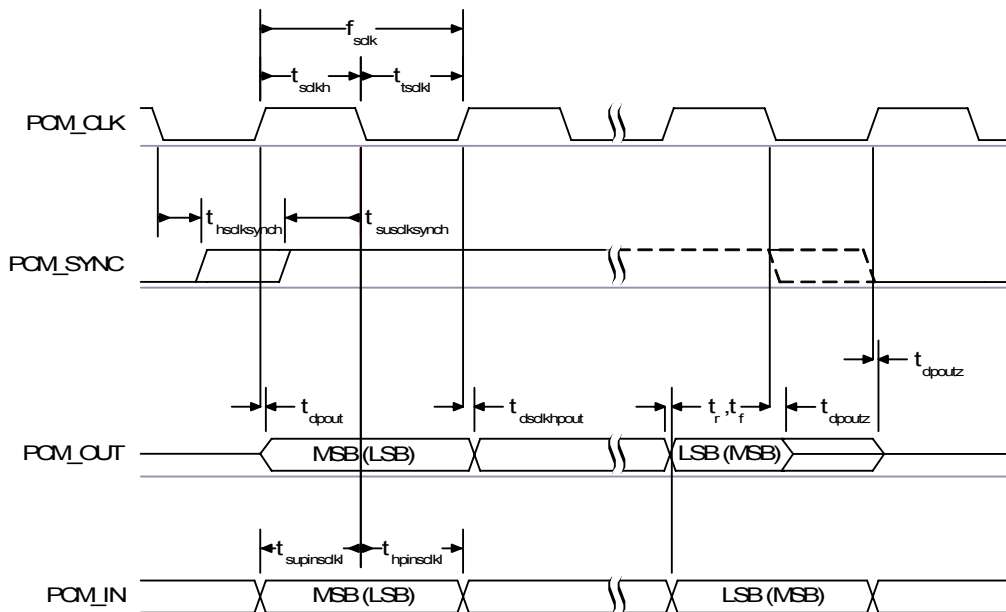 f sclk
t sclkh t tsclkl
PCM_CLK
t hsclksynch t susclksynch
PCM_SYNC
t dpoutz
t dpout t dsclkhpout t r ,t f t dpoutz
PCM_OUT MSB (LSB) LSB (MSB)
t supinsclkl t hpinsclkl
PCM_IN MSB (LSB) LSB (MSB)